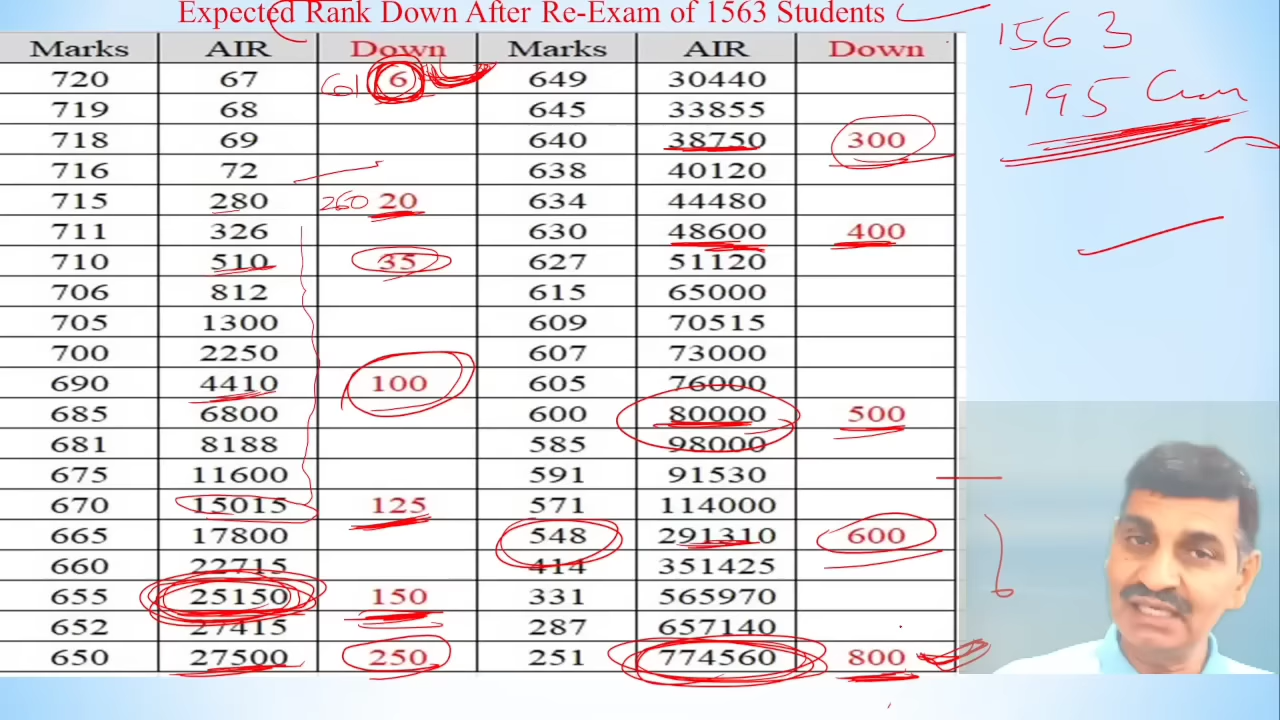 Expected Rank Down After Re-Exam of 1563 Students
1563
795
Marks AIR Down Marks AIR Down
720 67 61 6 649 30440
719 68 645 33855
718 69 640 38750 300
716 72 638 40120
715 280 260 20 634 44480
711 326 630 48600 400
710 510 35 627 51120
706 812 615 65000
705 1300 609 70515
700 2250 607 73000
690 4410 100 605 76000
685 6800 600 80000 500
681 8188 585 98000
675 11600 591 91530
670 15015 125 571 114000
665 17800 548 291310 600
660 22715 414 351425
655 25150 150 331 565970
652 27415 287 657140
650 27500 250 251 774560 800